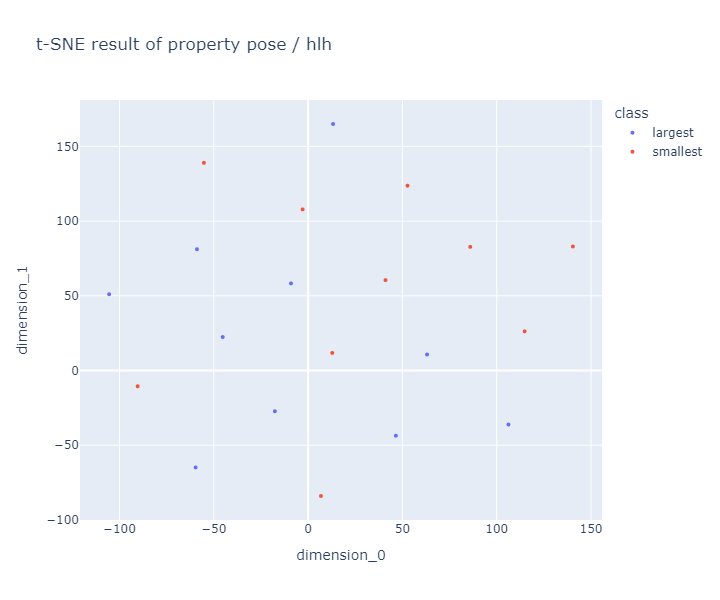 t-SNE result of property pose / hlh
class
largest
smallest
dimension_1
150
100
50
0
−50
−100
−100
−50
0
50
100
150
dimension_0